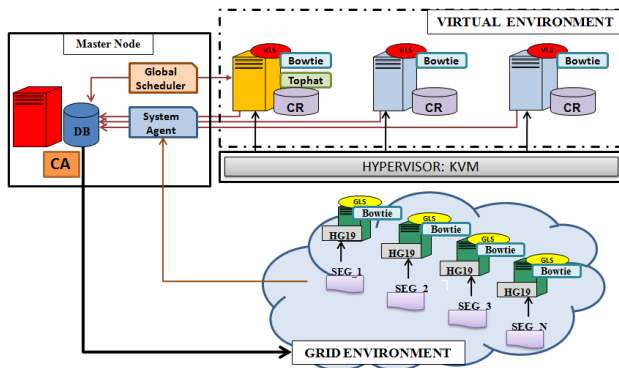 VIRTUAL ENVIRONMENT
Master Node
VLS
Bowtie
Tophat
CR
VLS
Bowtie
CR
VLS
Bowtie
CR
Global
Scheduler
System
Agent
DB
CA
HYPERVISOR: KVM
GLS
Bowtie
HG19
SEG_1
GLS
Bowtie
HG19
SEG_2
GLS
Bowtie
HG19
SEG_3
GLS
Bowtie
HG19
SEG_N
GRID ENVIRONMENT